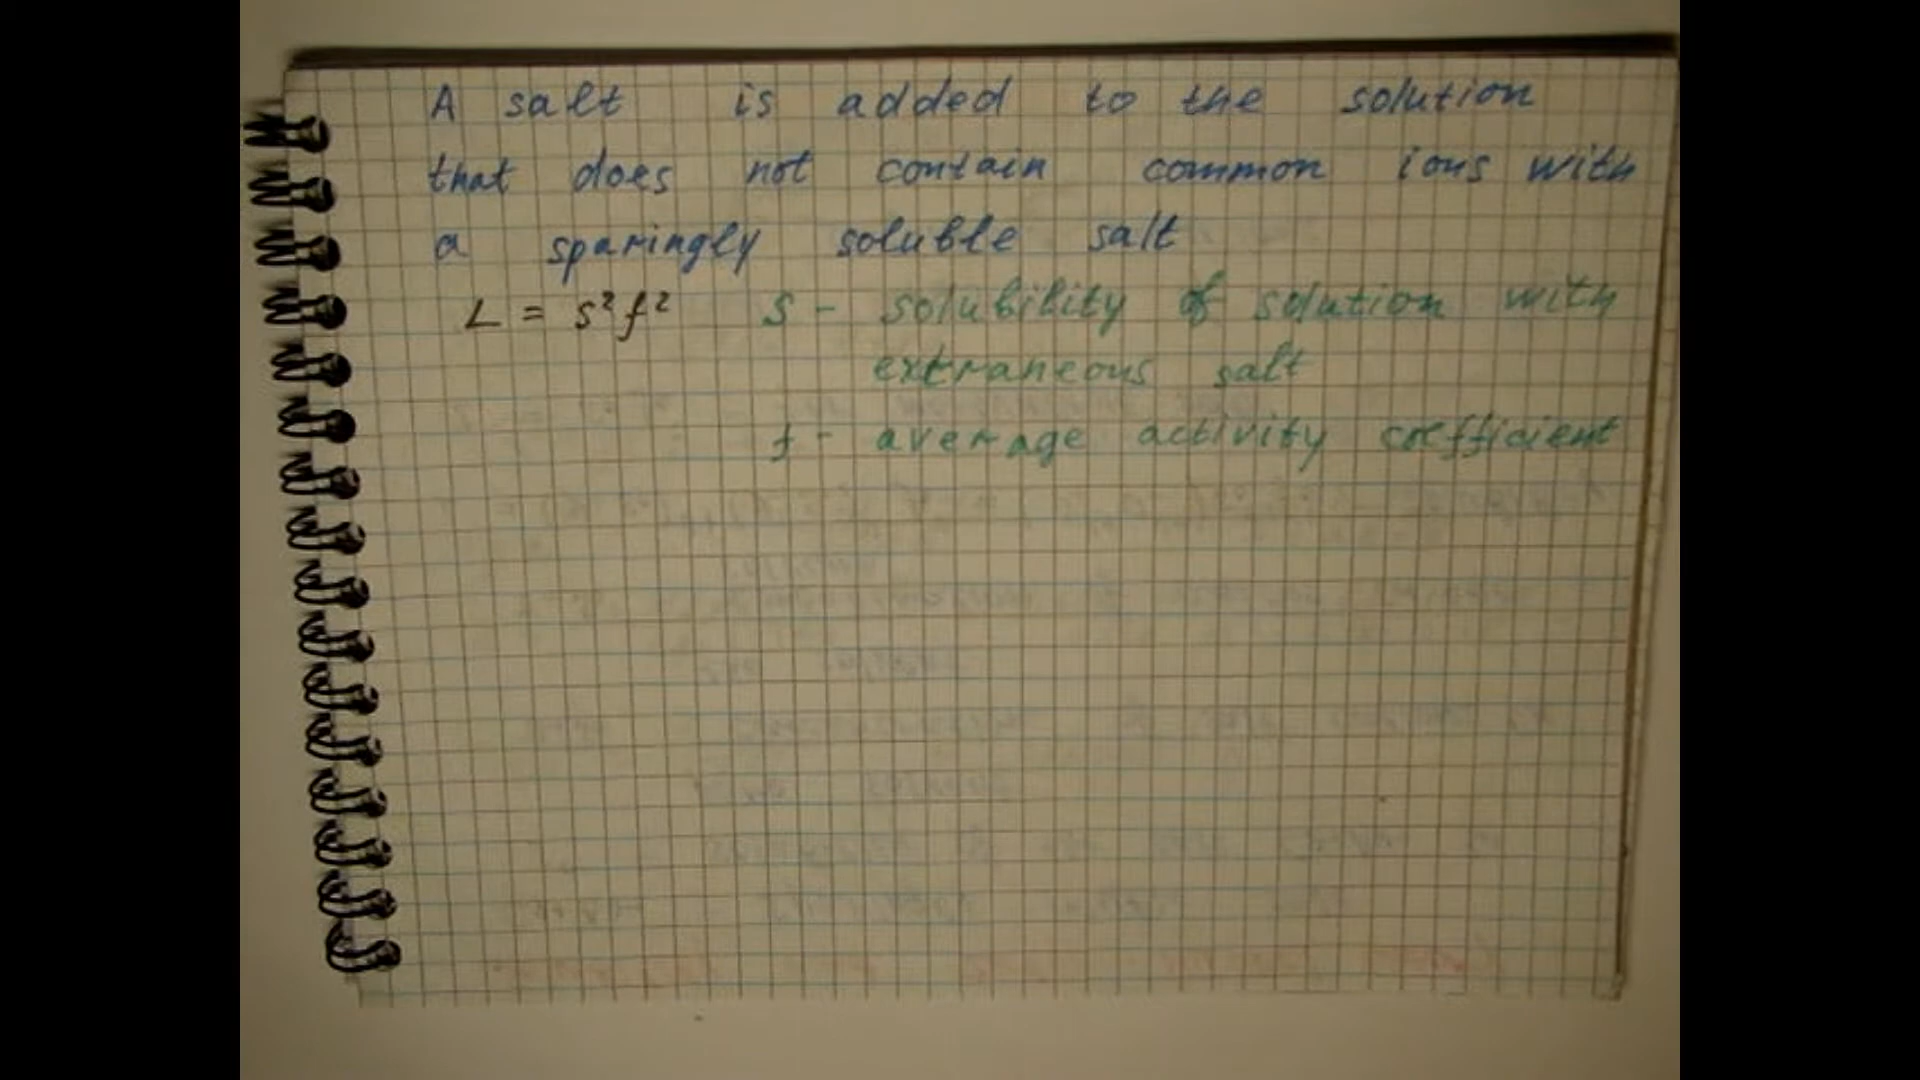 A salt is added to the solution
that does not contain common ions with
a sparingly soluble salt
L = s²f² S - solubility of solution with
extraneous salt
f - average activity coefficient